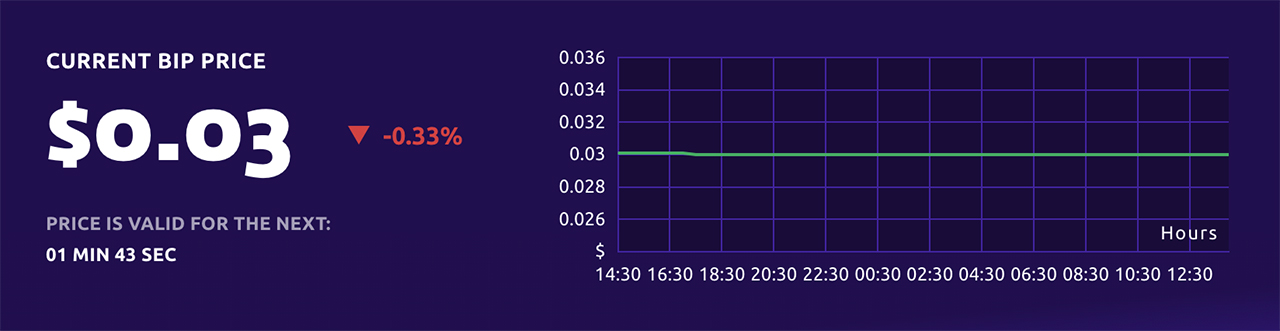 CURRENT BIP PRICE
$0.03
-0.33%
PRICE IS VALID FOR THE NEXT:
01 MIN 43 SEC
0.036
0.034
0.032
0.03
0.028
0.026
$
Hours
14:30 16:30 18:30 20:30 22:30 00:30 02:30 04:30 06:30 08:30 10:30 12:30